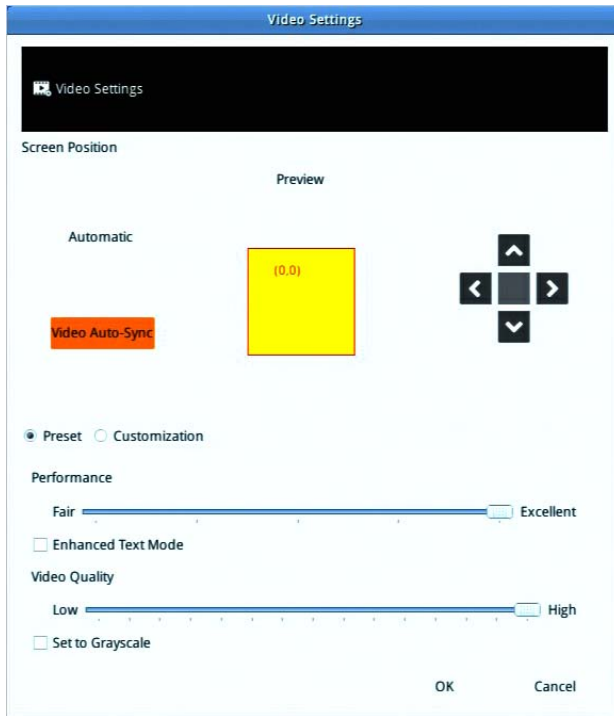 Video Settings
Video Settings
Screen Position
Preview
Automatic
(0,0)
Video Auto-Sync
Preset Customization
Performance
Fair Excellent
Enhanced Text Mode
Video Quality
Low High
Set to Grayscale
OK Cancel